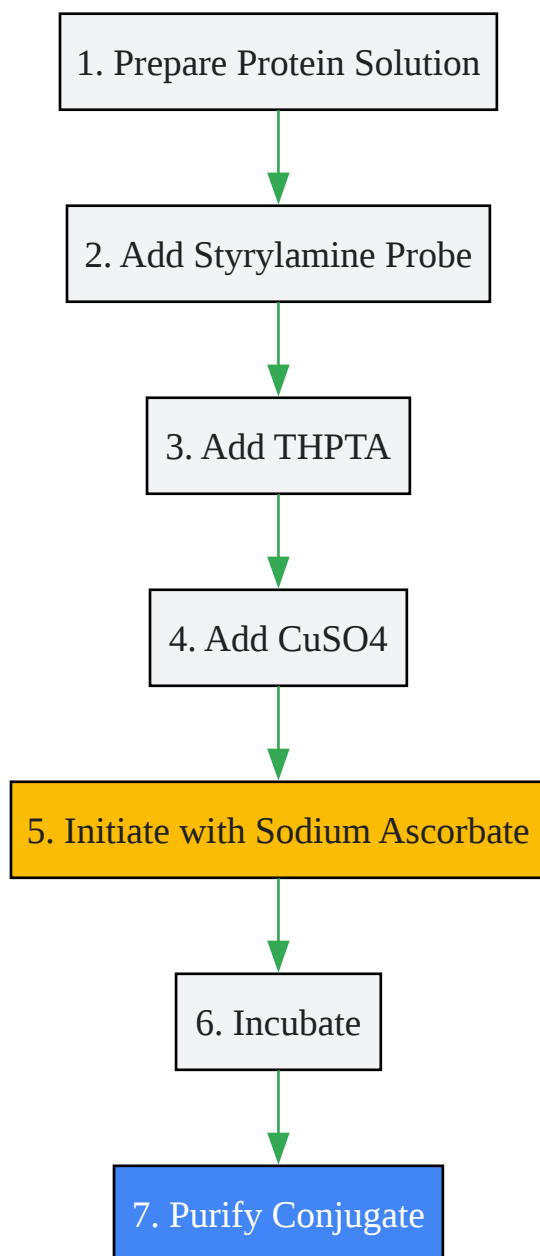 1. Prepare Protein Solution
2. Add Styrylamine Probe
3. Add THPTA
4. Add CuSO4
5. Initiate with Sodium Ascorbate
6. Incubate
7. Purify Conjugate